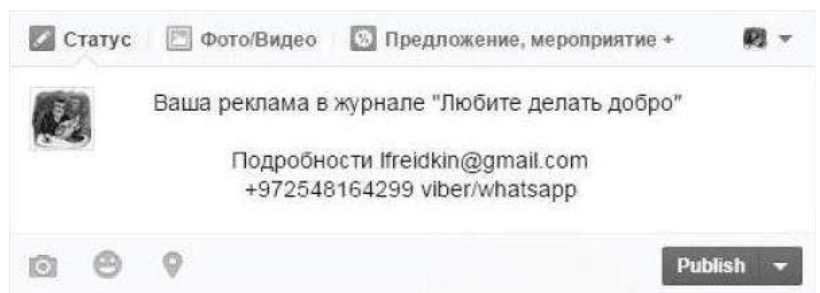 Статус Фото/Видео Предложение, мероприятие +
Ваша реклама в журнале "Любите делать добро"
Подробности lfreidkin@gmail.com
+972548164299 viber/whatsapp
Publish